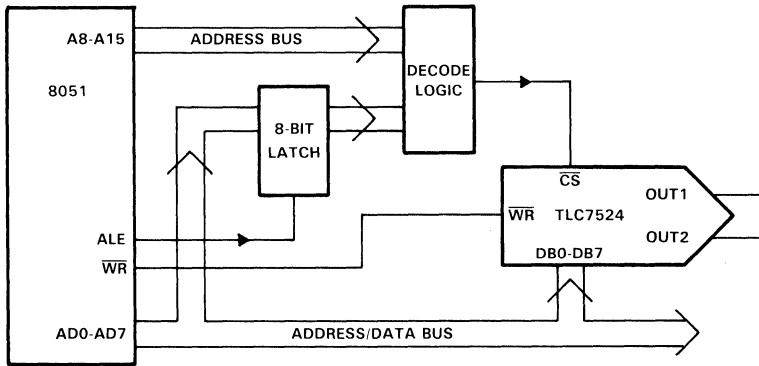 A8-A15
ADDRESS BUS
8051
DECODE
LOGIC
8-BIT
LATCH
CS
OUT1
WR
TLC7524
OUT2
ALE
WR
DB0-DB7
AD0-AD7
ADDRESS/DATA BUS